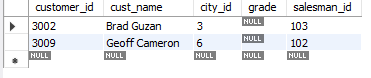 customer_id cust_name city_id grade salesman_id
3002 Brad Guzan 3 NULL 103
3009 Geoff Cameron 6 NULL 102
NULL NULL NULL NULL NULL